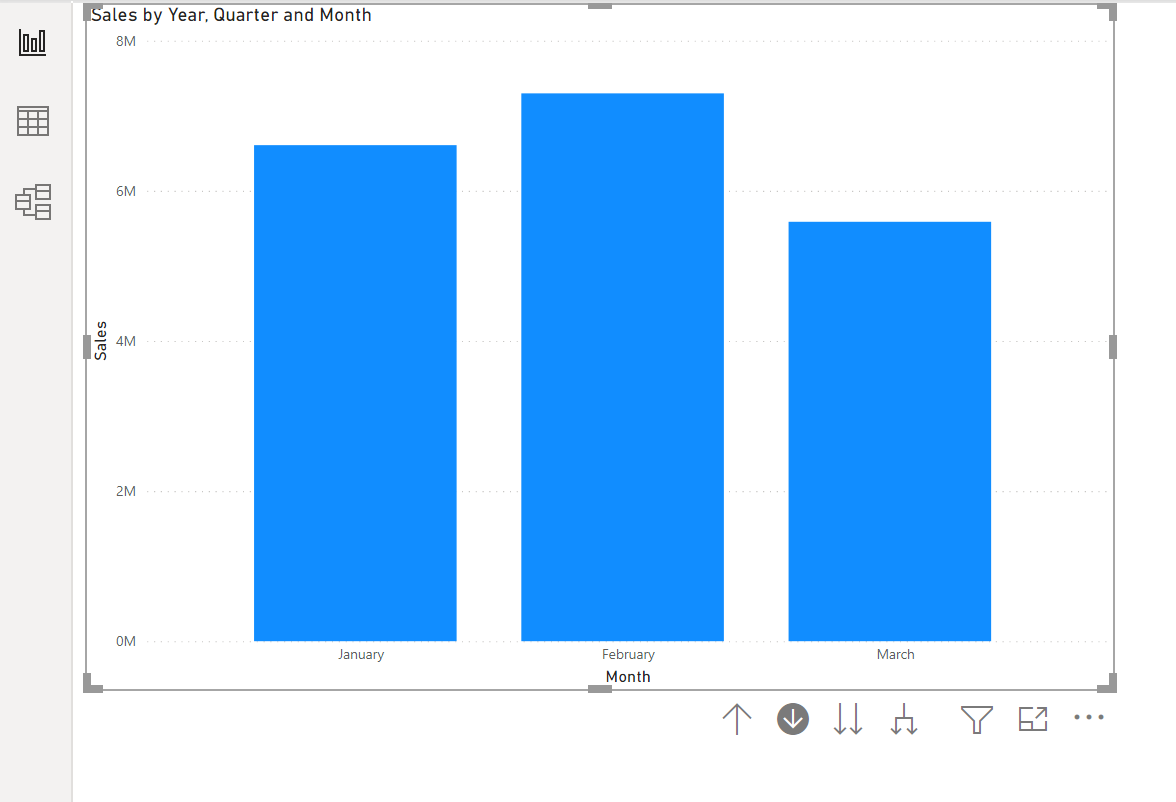 Sales by Year, Quarter and Month
8M
6M
4M
2M
0M
Sales
January February March
Month